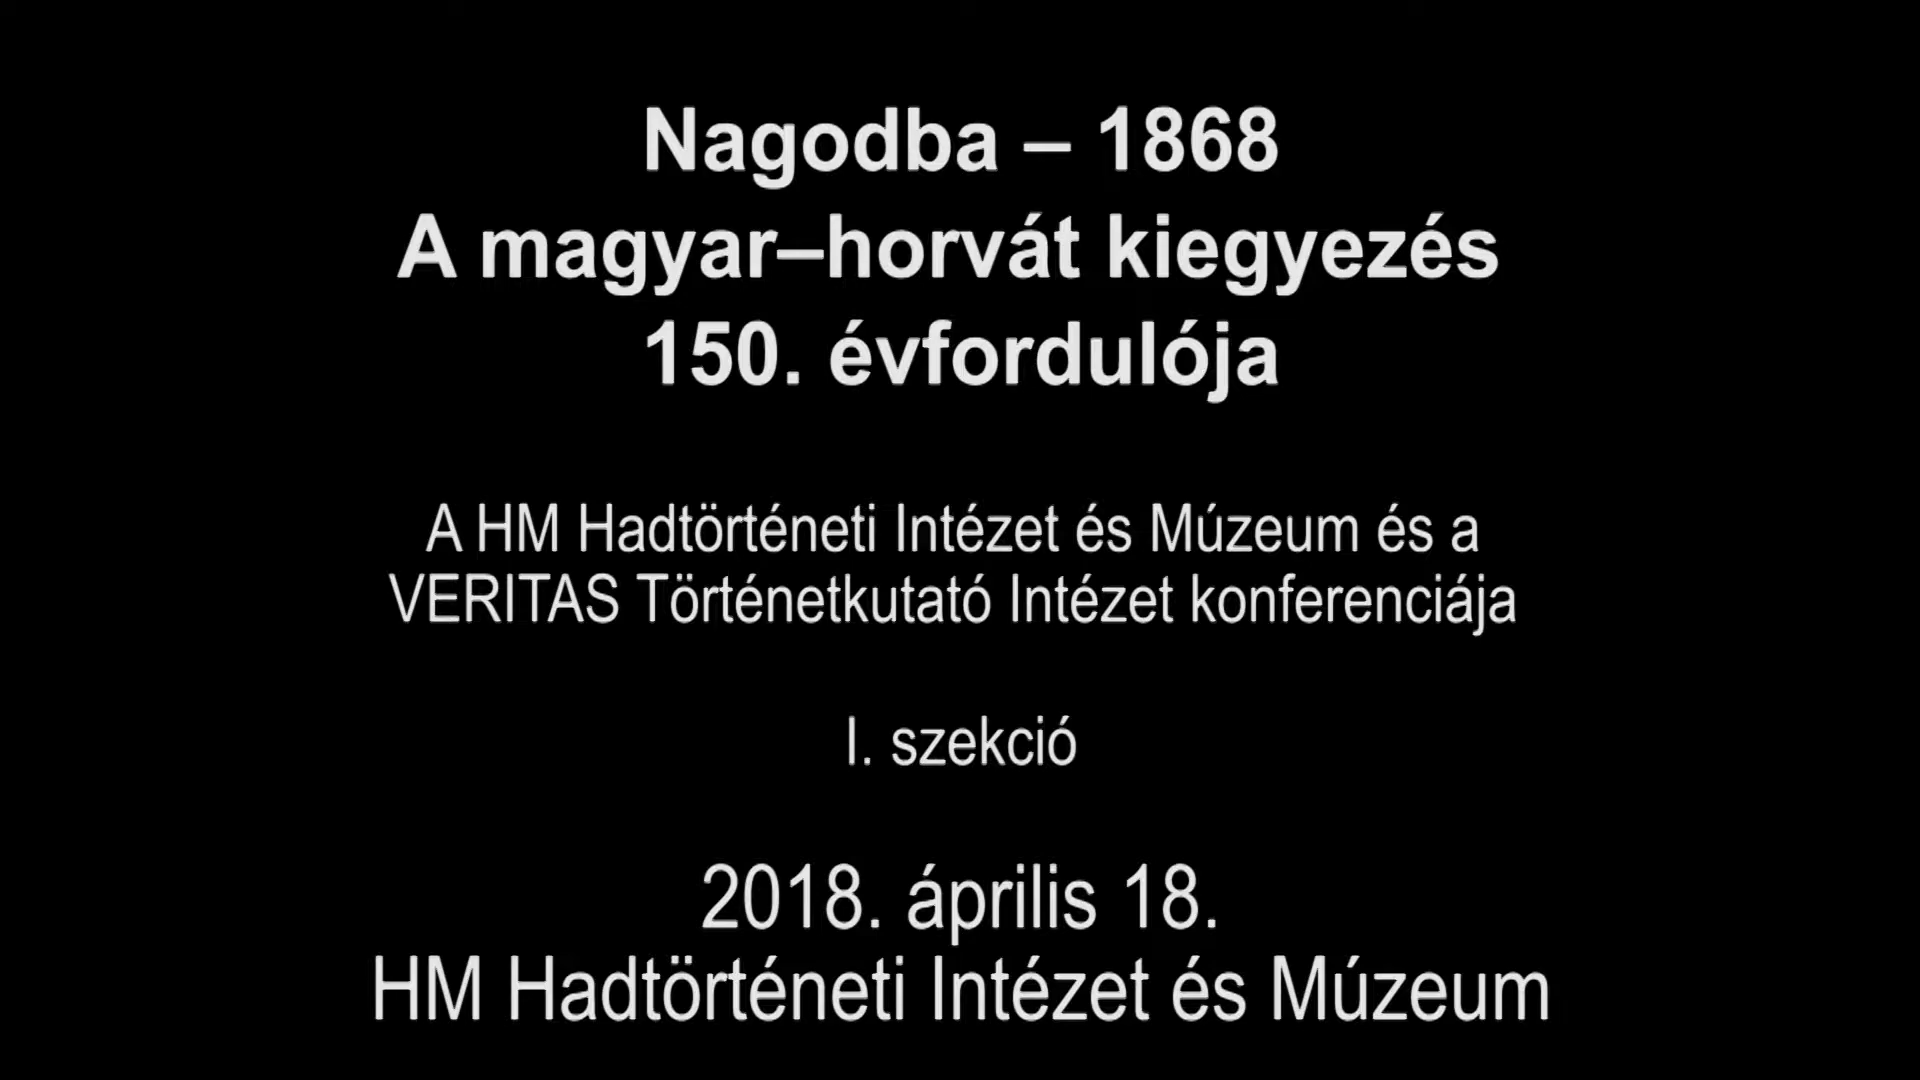 Nagodba – 1868
A magyar–horvát kiegyezés
150. évfordulója
A HM Hadtörténeti Intézet és Múzeum és a
VERITAS Történetkutató Intézet konferenciája
I. szekció
2018. április 18.
HM Hadtörténeti Intézet és Múzeum